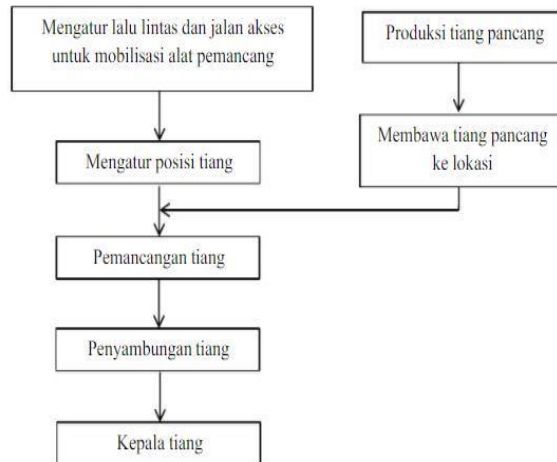 Mengatur lalu lintas dan jalan akses
untuk mobilisasi alat pemancang
Produksi tiang pancang
Mengatur posisi tiang
Membawa tiang pancang
ke lokasi
Pemancangan tiang
Penyambungan tiang
Kepala tiang